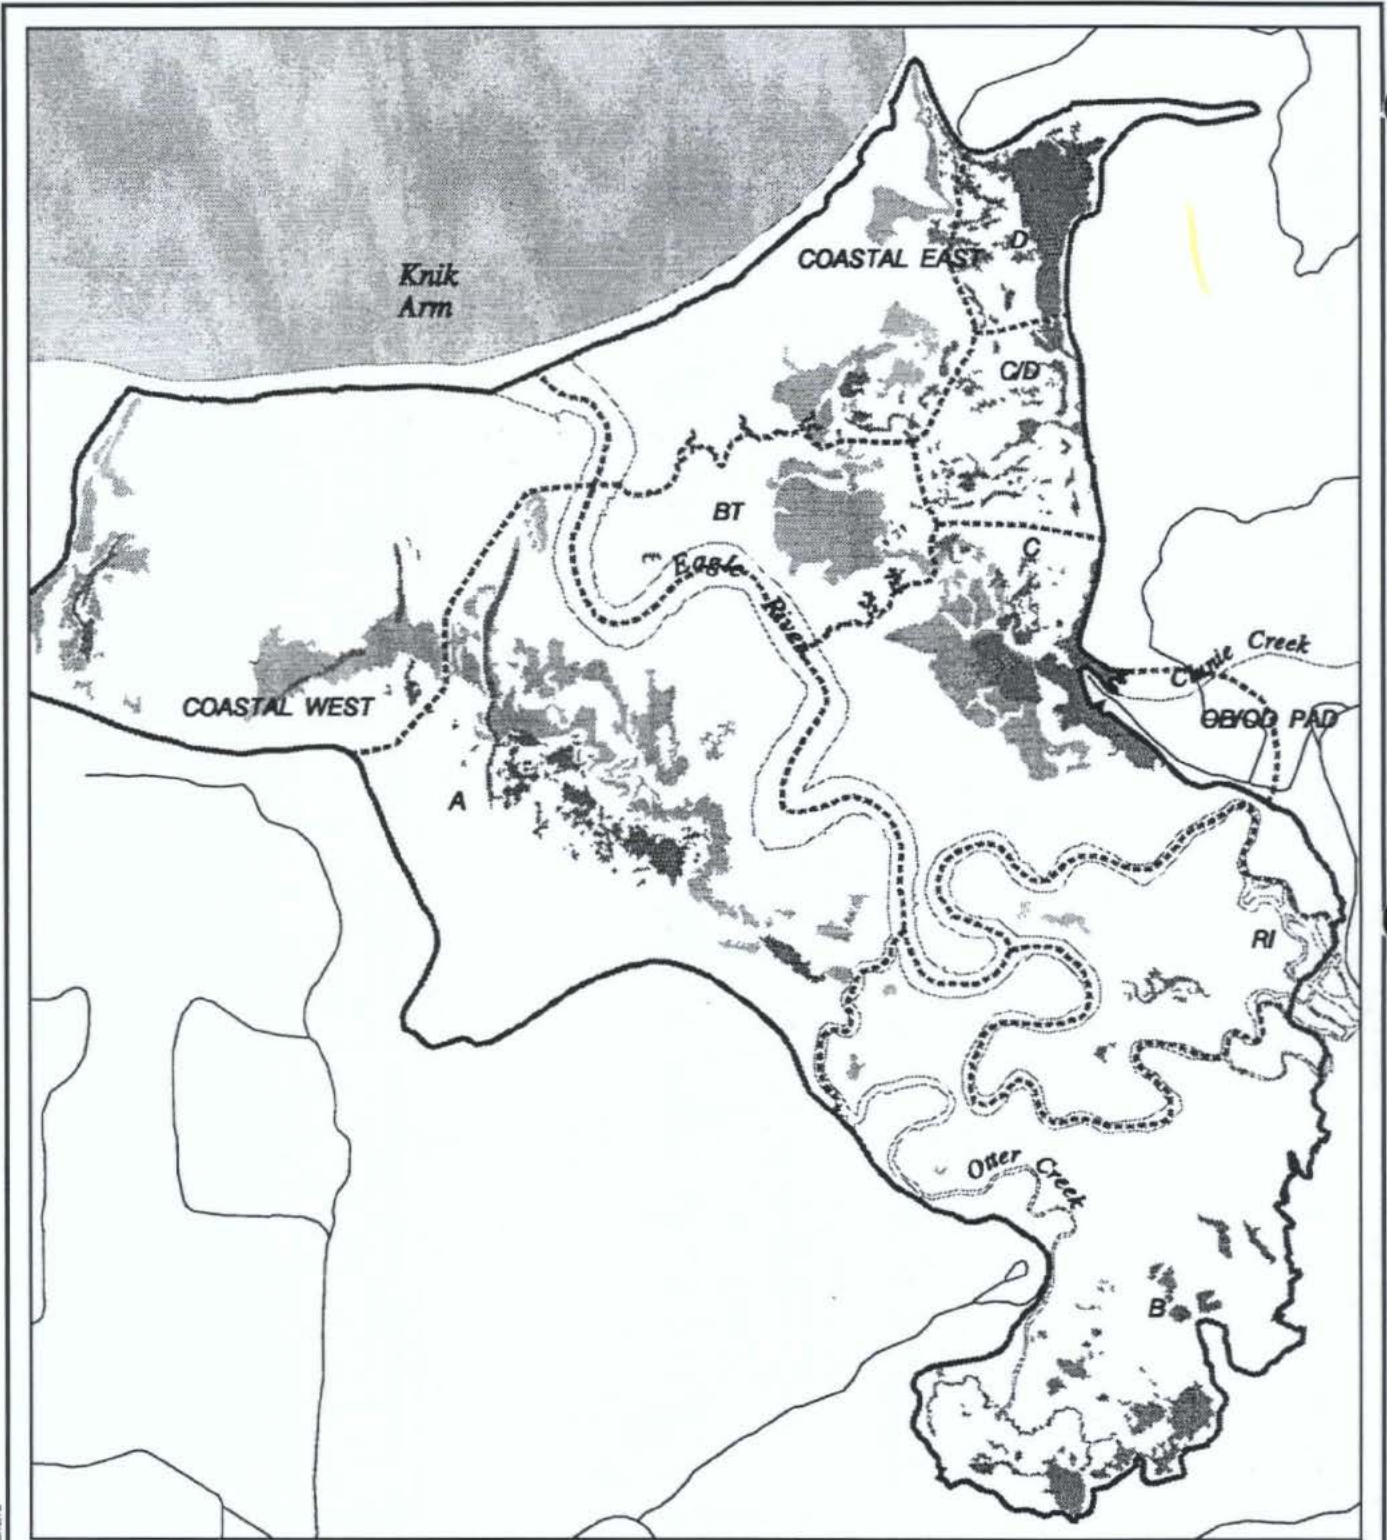 Knik
Arm
COASTAL EAST
D
C/D
BT
C
Eagle
River
Clunie Creek
COASTAL WEST
OB/OD PAD
A
RI
Otter Creek
B